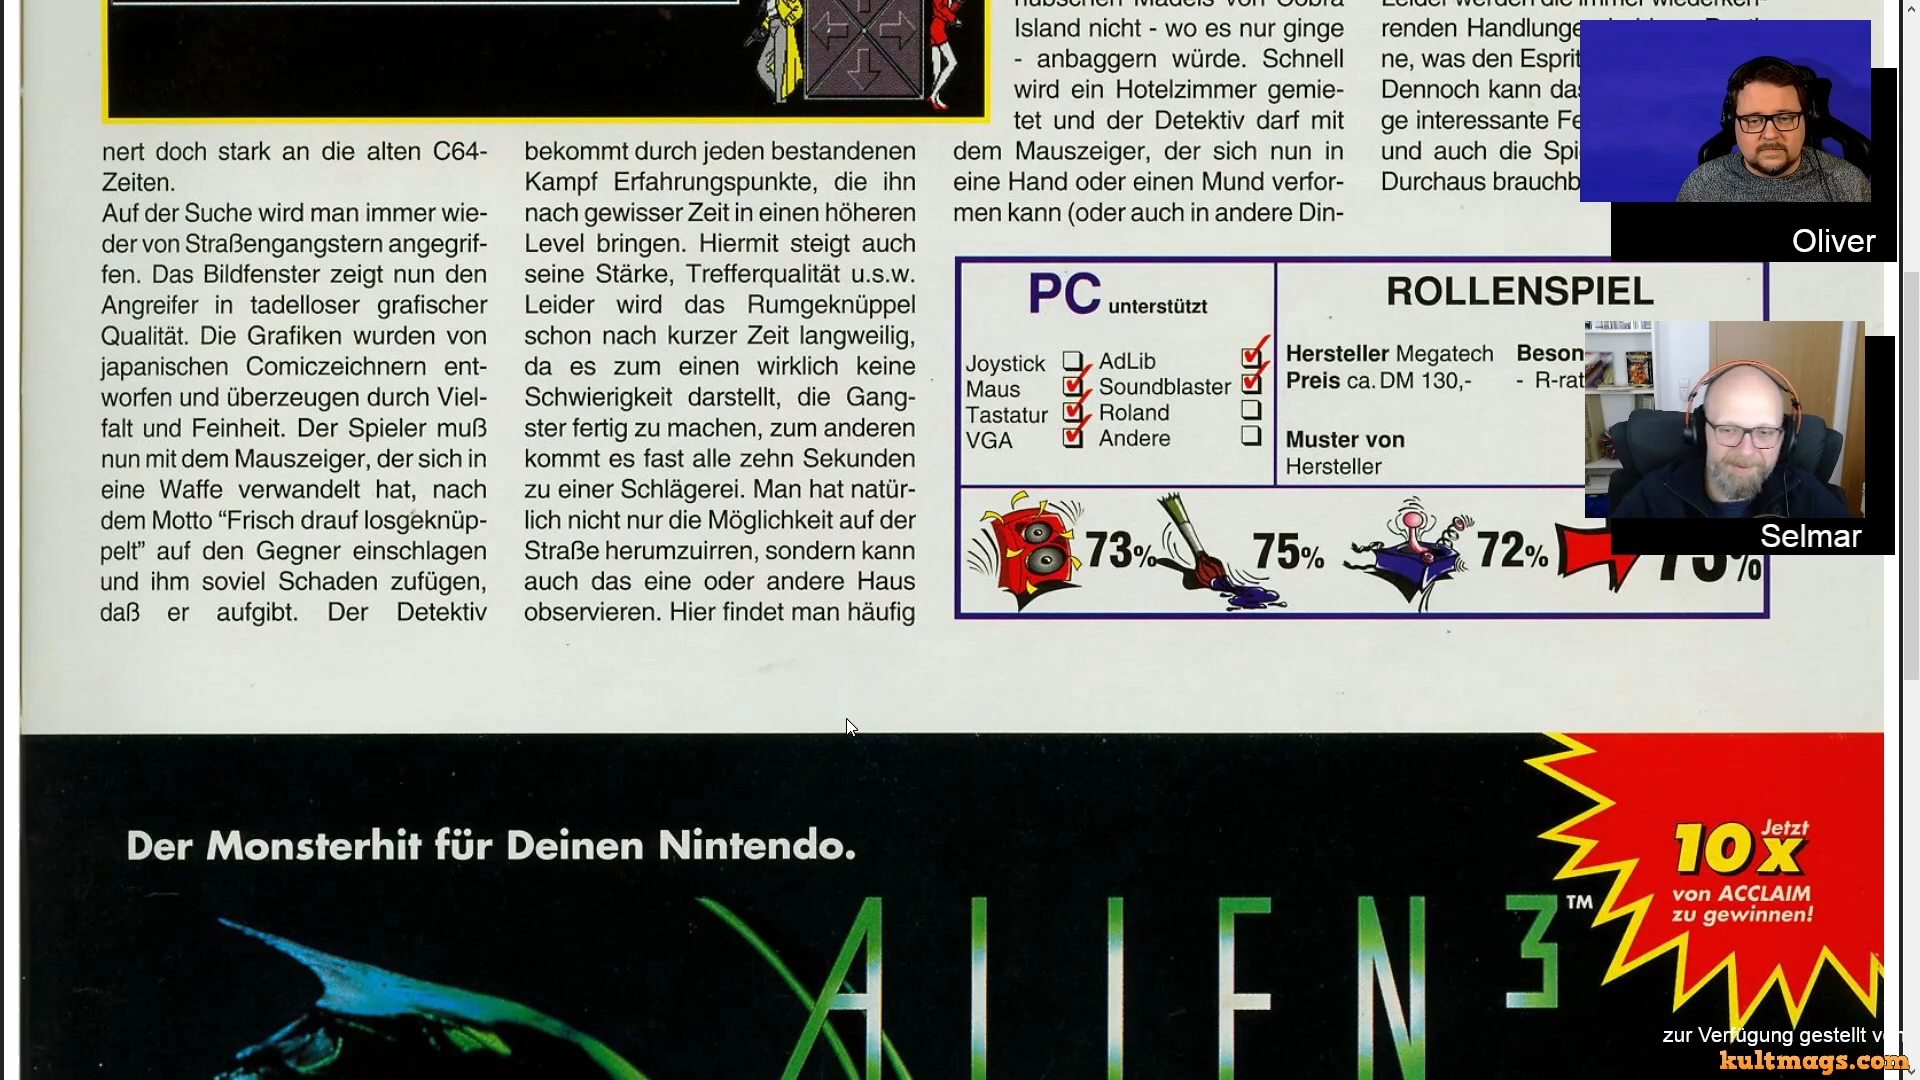 nert doch stark an die alten C64-
Zeiten.
Auf der Suche wird man immer wie-
der von Straßengangstern angegrif-
fen. Das Bildfenster zeigt nun den
Angreifer in tadelloser grafischer
Qualität. Die Grafiken wurden von
japanischen Comiczeichnern ent-
worfen und überzeugen durch Viel-
falt und Feinheit. Der Spieler muß
nun mit dem Mauszeiger, der sich in
eine Waffe verwandelt hat, nach
dem Motto “Frisch drauf losgeknüp-
pelt” auf den Gegner einschlagen
und ihm soviel Schaden zufügen,
daß er aufgibt. Der Detektiv
bekommt durch jeden bestandenen
Kampf Erfahrungspunkte, die ihn
nach gewisser Zeit in einen höheren
Level bringen. Hiermit steigt auch
seine Stärke, Trefferqualität u.s.w.
Leider wird das Rumgeknüppel
schon nach kurzer Zeit langweilig,
da es zum einen wirklich keine
Schwierigkeit darstellt, die Gang-
ster fertig zu machen, zum anderen
kommt es fast alle zehn Sekunden
zu einer Schlägerei. Man hat natür-
lich nicht nur die Möglichkeit auf der
Straße herumzuirren, sondern kann
auch das eine oder andere Haus
observieren. Hier findet man häufig
hübschen Mädels von Cobra
Island nicht - wo es nur ginge
- anbaggern würde. Schnell
wird ein Hotelzimmer gemie-
tet und der Detektiv darf mit
dem Mauszeiger, der sich nun in
eine Hand oder einen Mund verfor-
men kann (oder auch in andere Din-
Leider werden die immer wiederkeh-
renden Handlunge
ne, was den Esprit
Dennoch kann das
ge interessante Fe
und auch die Spi
Durchaus brauchb
Oliver
PC unterstützt
Joystick
Maus
Tastatur
VGA
AdLib
Soundblaster
Roland
Andere
ROLLENSPIEL
Hersteller Megatech
Preis ca. DM 130,-
Muster von
Hersteller
Beson
- R-rat
Selmar
73%
75%
72%
73%
Der Monsterhit für Deinen Nintendo.
ALIEN 3™
Jetzt
10x
von ACCLAIM
zu gewinnen!
zur Verfügung gestellt von
kultmags.com